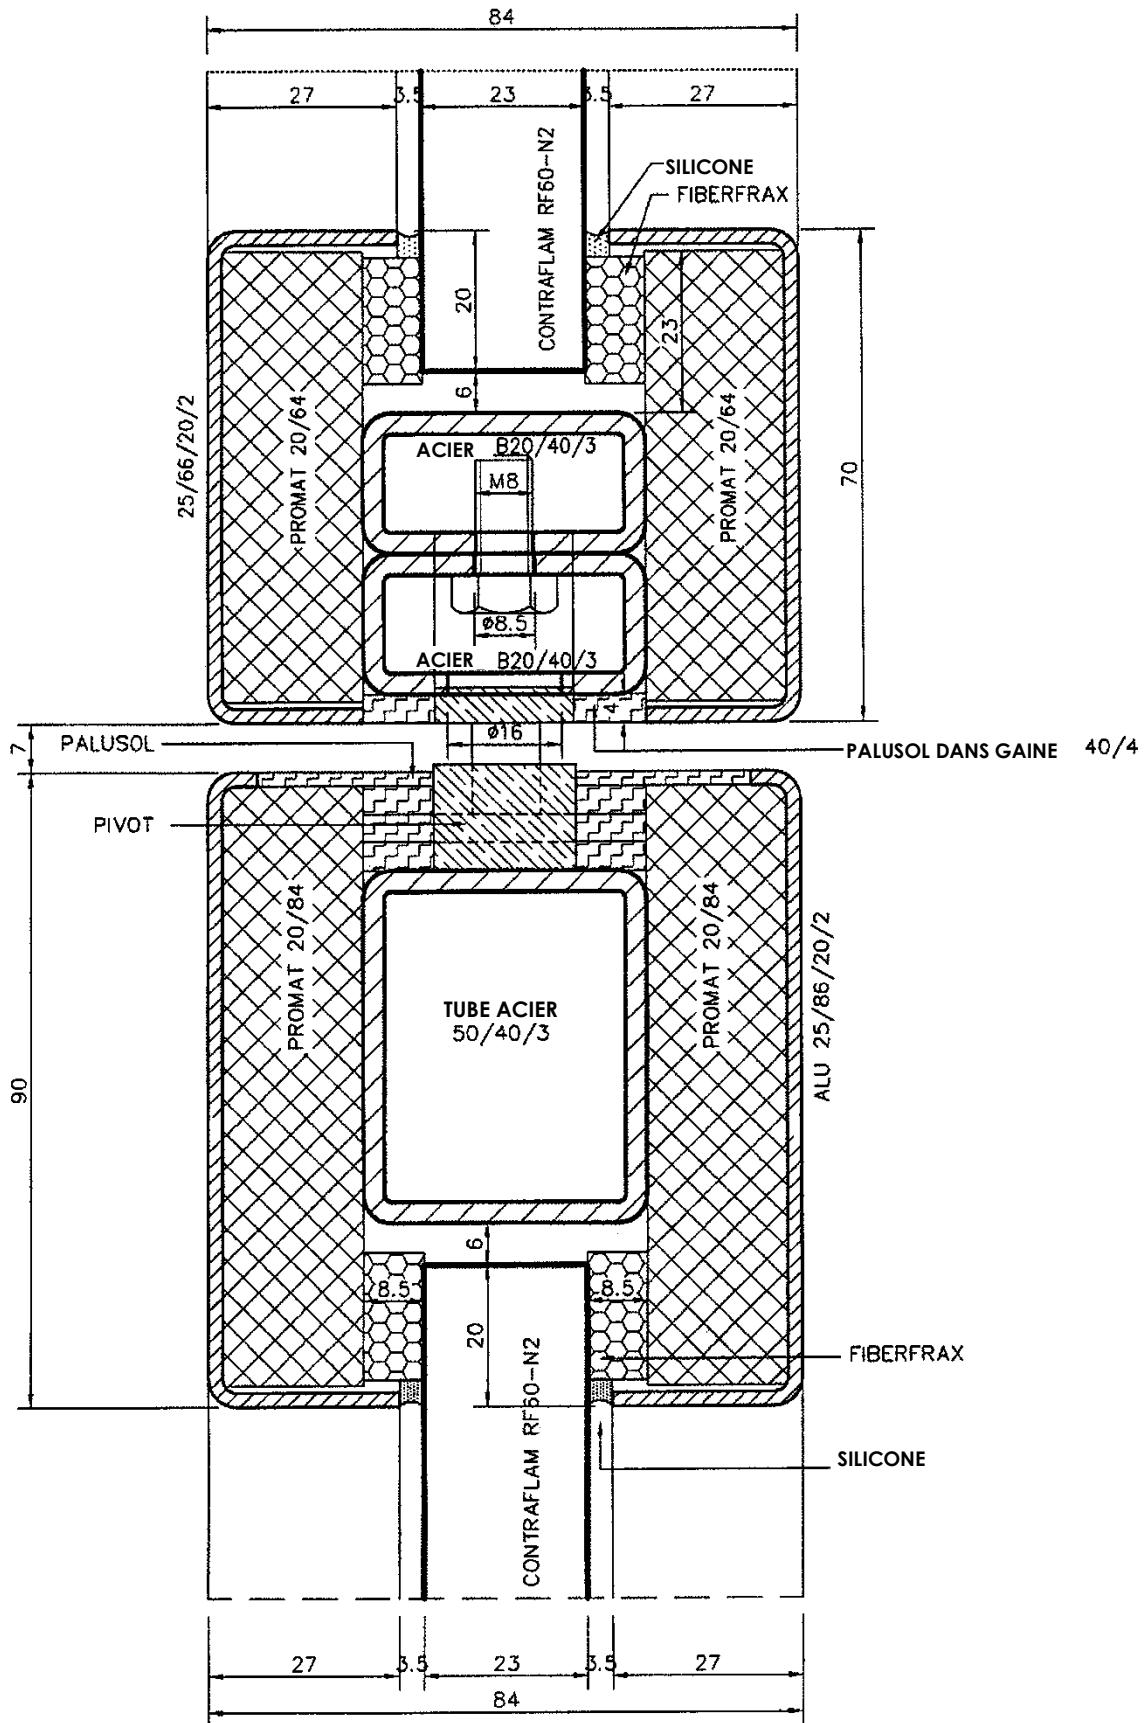 84
27
3.5
23
3.5
27
SILICONE
FIBERFRAX
CONTRAFLAM RF60-N2
20
23
6
25/66/20/2
PROMAT 20/64
ACIER B20/40/3
M8
PROMAT 20/64
70
ø8.5
ACIER B20/40/3
4
7
PALUSOL
ø16
PALUSOL DANS GAINE 40/4
PIVOT
PROMAT 20/84
PROMAT 20/84
ALU 25/86/20/2
TUBE ACIER
50/40/3
90
6
8.5
8.5
20
FIBERFRAX
CONTRAFLAM RF60-N2
SILICONE
27
3.5
23
3.5
27
84